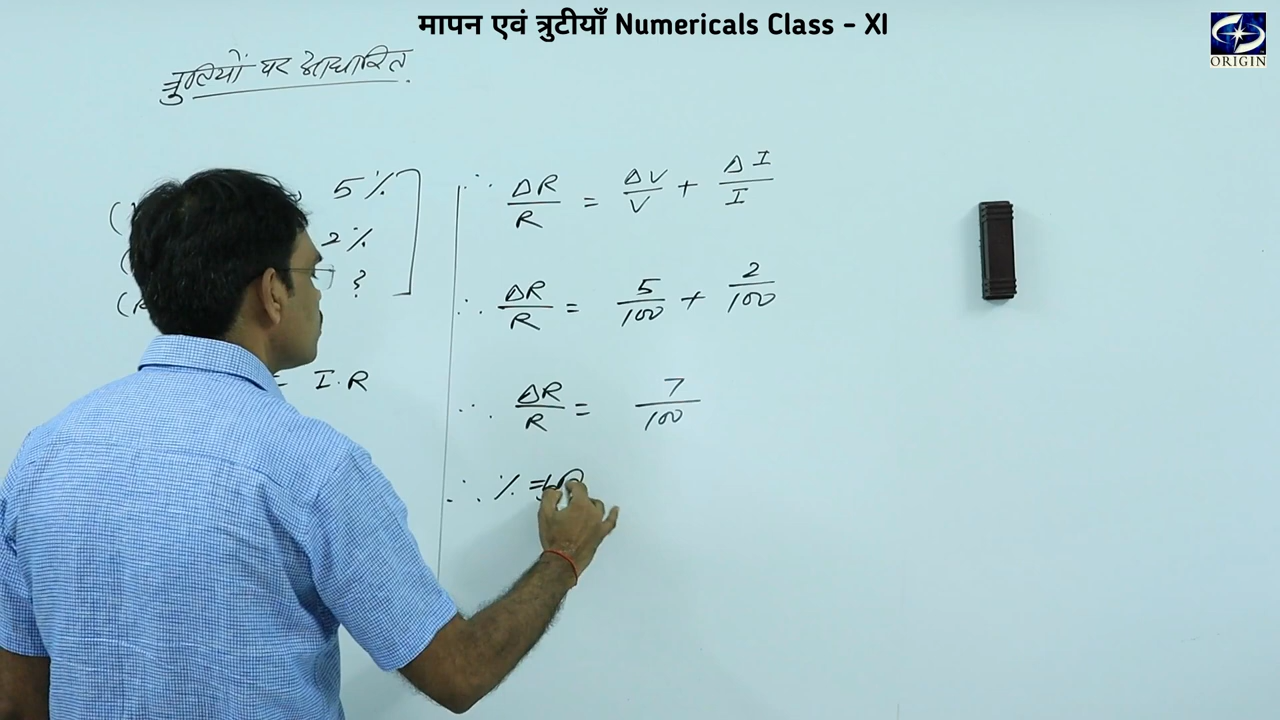 मापन एवं त्रुटीयाँ Numericals Class - XI
ORIGIN
त्रुटियों पर आधारित
5%
2%
?
= I.R
∴ ΔR/R = ΔV/V + ΔI/I
∴ ΔR/R = 5/100 + 2/100
∴ ΔR/R = 7/100
∴ % =